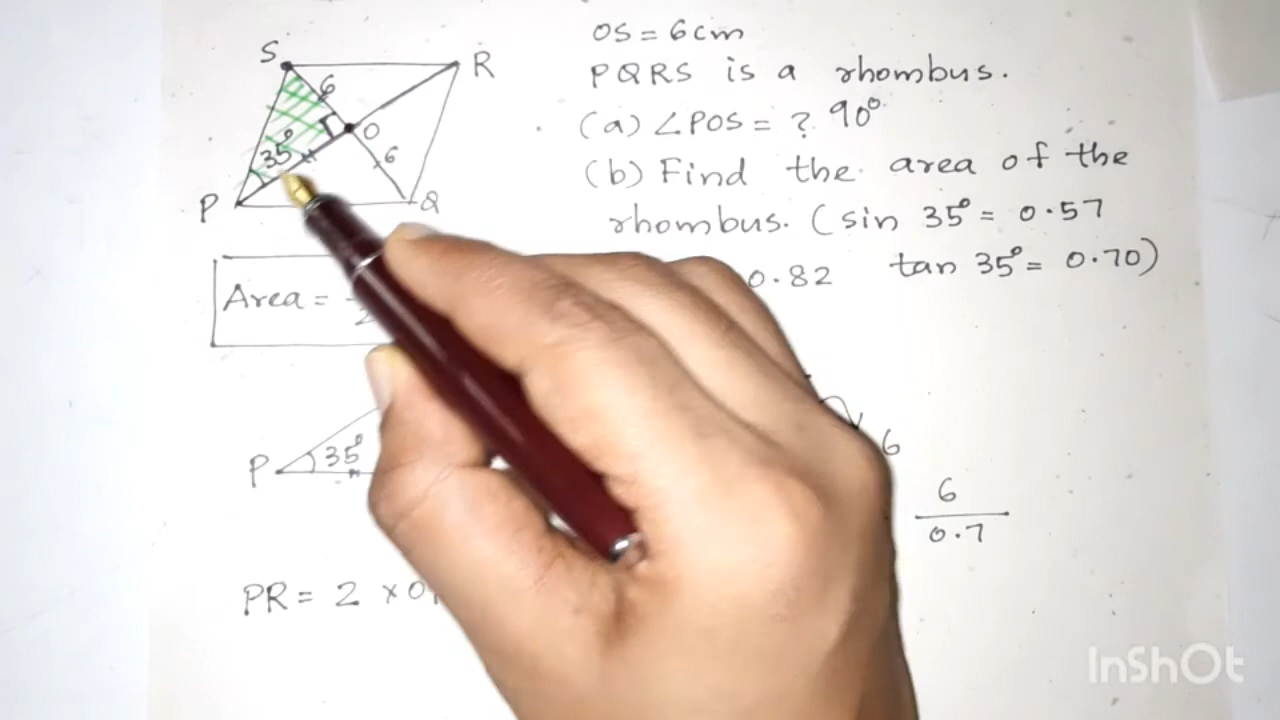 OS = 6cm
PQRS is a rhombus.
(a) ∠POS = ? 90°
(b) Find the area of the
rhombus. (sin 35° = 0.57
0.82 tan 35° = 0.70)
S
R
6
O
35°
6
P
Q
Area =
2
P 35°
6
6
0.7
PR = 2 ×
InShOt